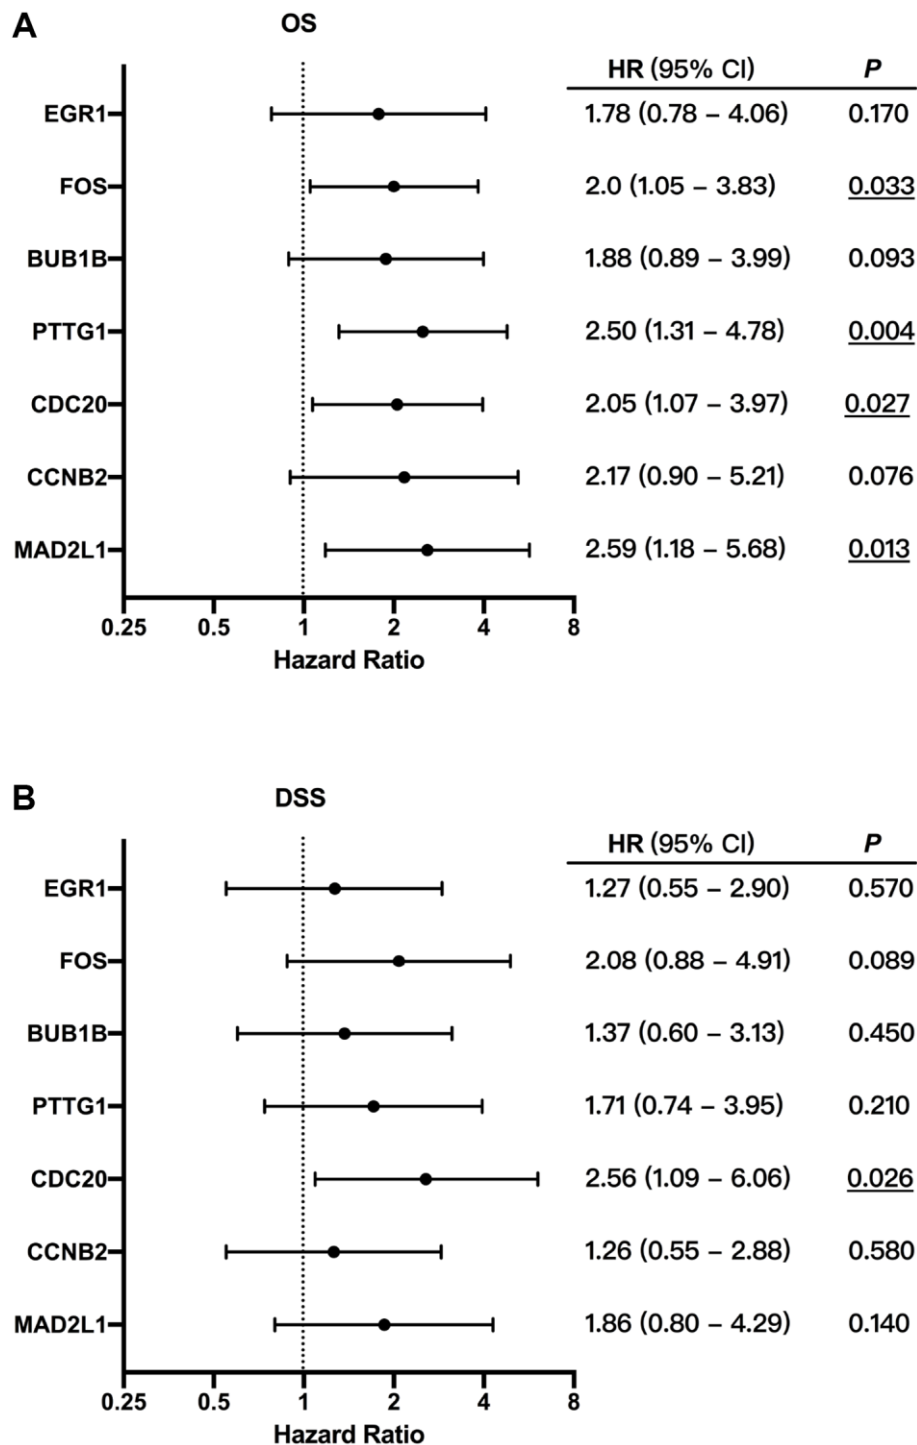 A
OS
HR (95% CI) P
EGR1 1.78 (0.78 – 4.06) 0.170
FOS 2.0 (1.05 – 3.83) 0.033
BUB1B 1.88 (0.89 – 3.99) 0.093
PTTG1 2.50 (1.31 – 4.78) 0.004
CDC20 2.05 (1.07 – 3.97) 0.027
CCNB2 2.17 (0.90 – 5.21) 0.076
MAD2L1 2.59 (1.18 – 5.68) 0.013
0.25 0.5 1 2 4 8
Hazard Ratio
B
DSS
HR (95% CI) P
EGR1 1.27 (0.55 – 2.90) 0.570
FOS 2.08 (0.88 – 4.91) 0.089
BUB1B 1.37 (0.60 – 3.13) 0.450
PTTG1 1.71 (0.74 – 3.95) 0.210
CDC20 2.56 (1.09 – 6.06) 0.026
CCNB2 1.26 (0.55 – 2.88) 0.580
MAD2L1 1.86 (0.80 – 4.29) 0.140
0.25 0.5 1 2 4 8
Hazard Ratio